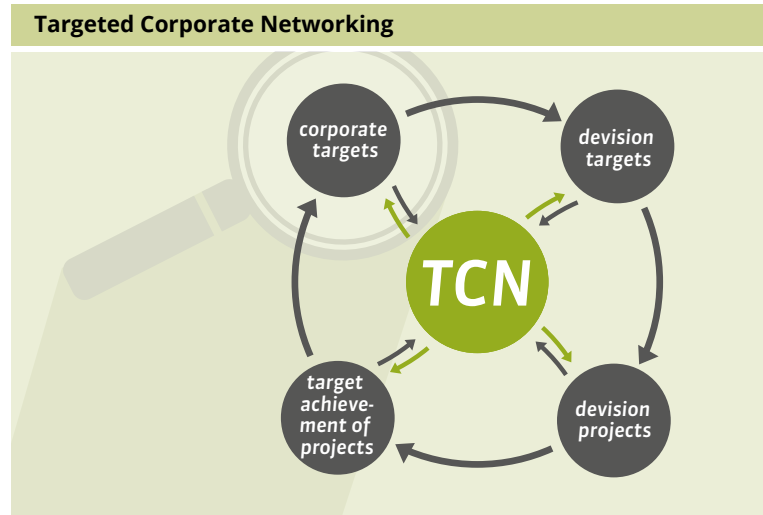 Targeted Corporate Networking
corporate
targets
devision
targets
TCN
target
achieve-
ment of
projects
devision
projects